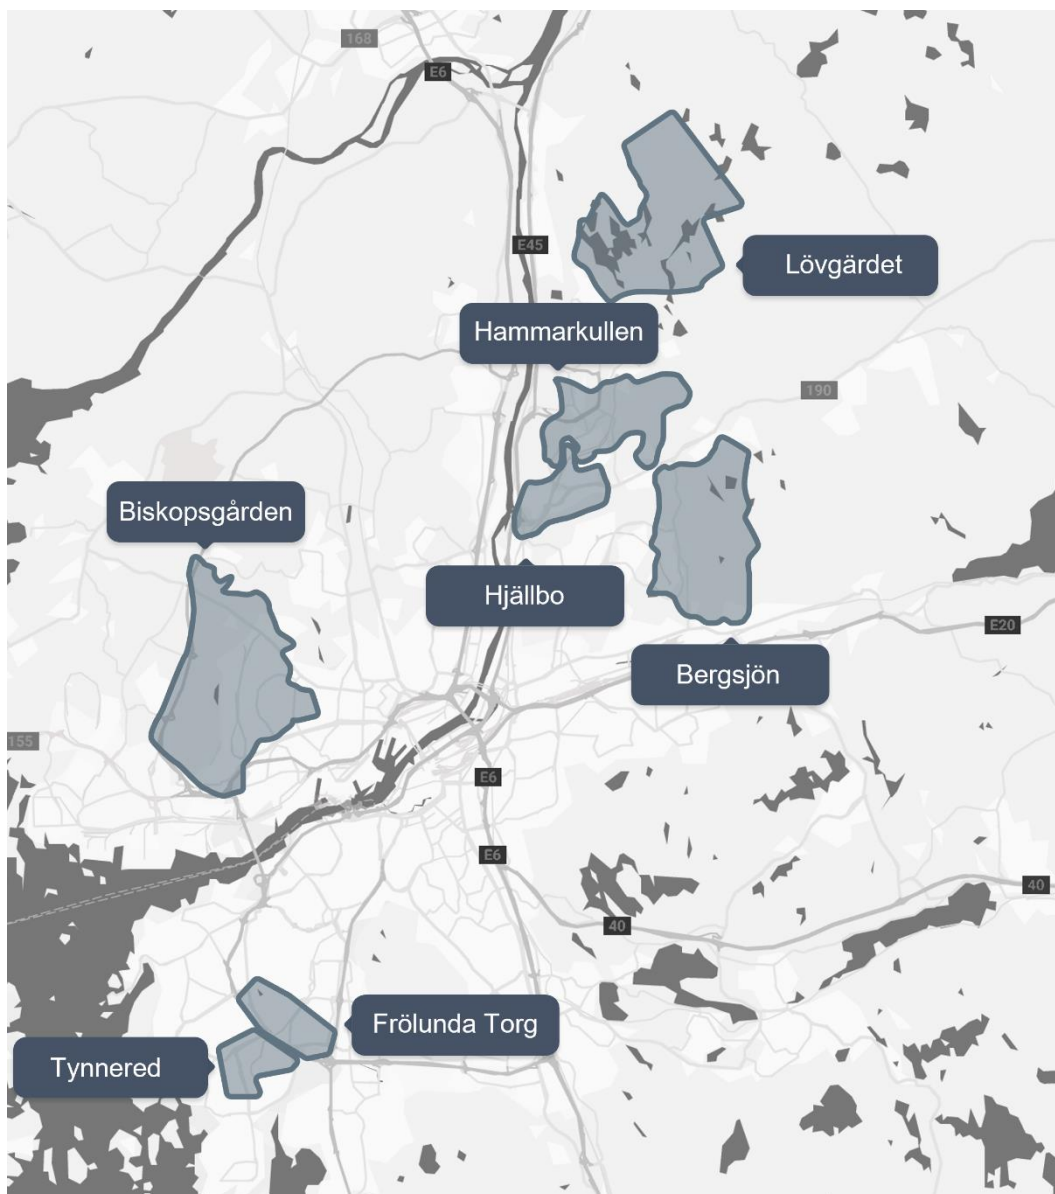 168
E6
E45
Lövgärdet
Hammarkullen
190
Biskopsgården
Hjällbo
E20
Bergsjön
155
E6
E6
40
40
Frölunda Torg
Tynnered